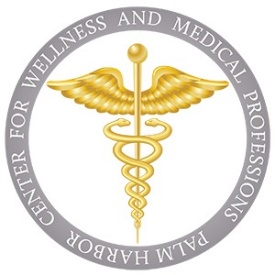 CENTER FOR WELLNESS AND MEDICAL PROFESSIONS
PALM HARBOR